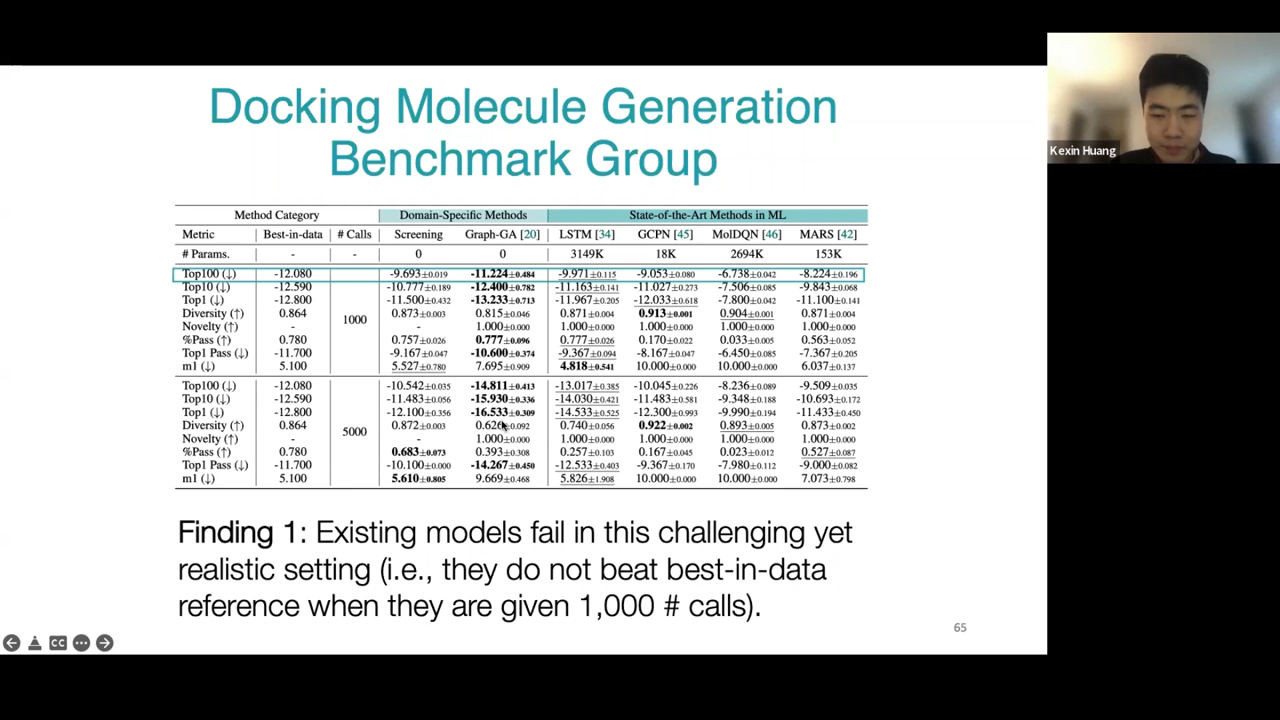 Docking Molecule Generation
Benchmark Group
Kexin Huang
Method Category Domain-Specific Methods State-of-the-Art Methods in ML
Metric Best-in-data # Calls Screening Graph-GA [20] LSTM [34] GCPN [45] MolDQN [46] MARS [42]
# Params. - - 0 0 3149K 18K 2694K 153K
Top100 (↓) -12.080 -9.693±0.019 -11.224±0.484 -9.971±0.115 -9.053±0.080 -6.738±0.042 -8.224±0.196
Top10 (↓) -12.590 -10.777±0.189 -12.400±0.782 -11.163±0.141 -11.027±0.273 -7.506±0.085 -9.843±0.068
Top1 (↓) -12.800 -11.500±0.432 -13.233±0.713 -11.967±0.205 -12.033±0.618 -7.800±0.042 -11.100±0.141
Diversity (↑) 0.864 0.873±0.003 0.815±0.046 0.871±0.004 0.913±0.001 0.904±0.001 0.871±0.004
1000
Novelty (↑) - - 1.000±0.000 1.000±0.000 1.000±0.000 1.000±0.000 1.000±0.000
%Pass (↑) 0.780 0.757±0.026 0.777±0.096 0.777±0.026 0.170±0.022 0.033±0.005 0.563±0.052
Top1 Pass (↓) -11.700 -9.167±0.047 -10.600±0.374 -9.367±0.094 -8.167±0.047 -6.450±0.085 -7.367±0.205
m1 (↓) 5.100 5.527±0.780 7.695±0.909 4.818±0.541 10.000±0.000 10.000±0.000 6.037±0.137
Top100 (↓) -12.080 -10.542±0.035 -14.811±0.413 -13.017±0.385 -10.045±0.226 -8.236±0.089 -9.509±0.035
Top10 (↓) -12.590 -11.483±0.056 -15.930±0.336 -14.030±0.421 -11.483±0.581 -9.348±0.188 -10.693±0.172
Top1 (↓) -12.800 -12.100±0.356 -16.533±0.309 -14.533±0.525 -12.300±0.993 -9.990±0.194 -11.433±0.450
Diversity (↑) 0.864 0.872±0.003 0.626±0.092 0.740±0.056 0.922±0.002 0.893±0.005 0.873±0.002
5000
Novelty (↑) - - 1.000±0.000 1.000±0.000 1.000±0.000 1.000±0.000 1.000±0.000
%Pass (↑) 0.780 0.683±0.073 0.393±0.308 0.257±0.103 0.167±0.045 0.023±0.012 0.527±0.087
Top1 Pass (↓) -11.700 -10.100±0.000 -14.267±0.450 -12.533±0.403 -9.367±0.170 -7.980±0.112 -9.000±0.082
m1 (↓) 5.100 5.610±0.805 9.669±0.468 5.826±1.908 10.000±0.000 10.000±0.000 7.073±0.798
Finding 1: Existing models fail in this challenging yet
realistic setting (i.e., they do not beat best-in-data
reference when they are given 1,000 # calls).
65
CC